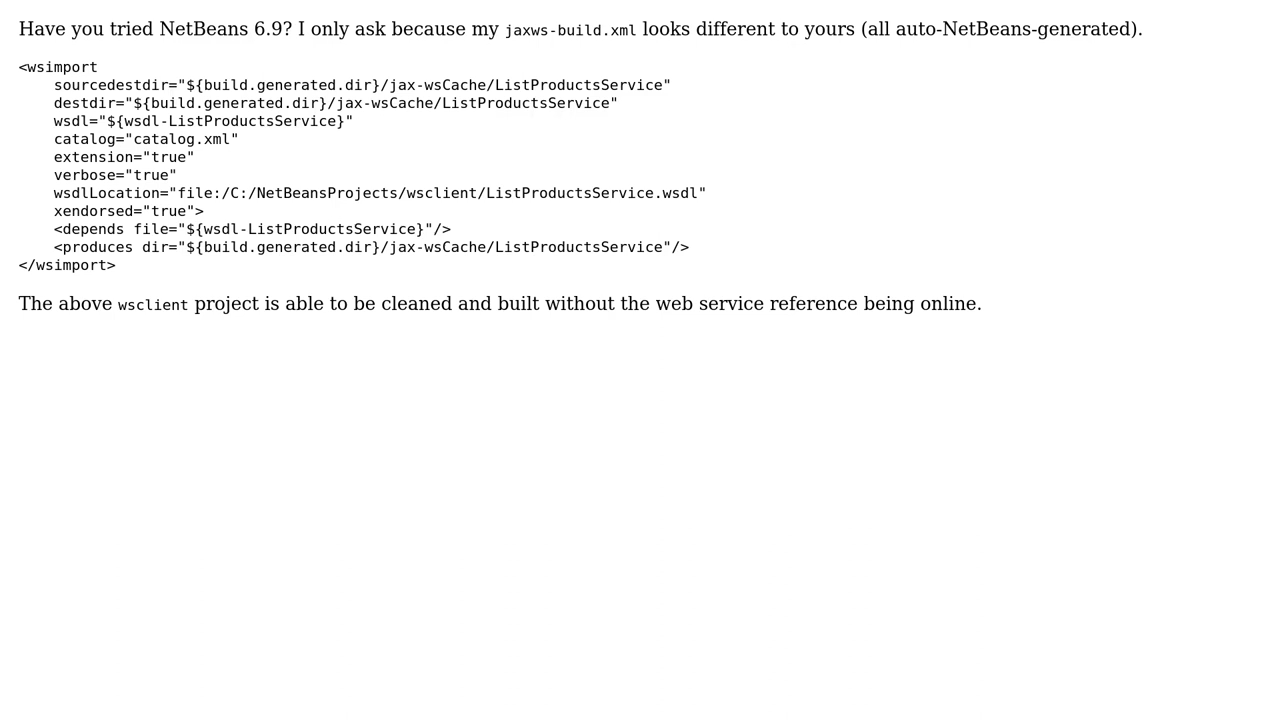 Have you tried NetBeans 6.9? I only ask because my jaxws-build.xml looks different to yours (all auto-NetBeans-generated).
<wsimport
    sourcedestdir="${build.generated.dir}/jax-wsCache/ListProductsService"
    destdir="${build.generated.dir}/jax-wsCache/ListProductsService"
    wsdl="${wsdl-ListProductsService}"
    catalog="catalog.xml"
    extension="true"
    verbose="true"
    wsdlLocation="file:/C:/NetBeansProjects/wsclient/ListProductsService.wsdl"
    xendorsed="true">
    <depends file="${wsdl-ListProductsService}"/>
    <produces dir="${build.generated.dir}/jax-wsCache/ListProductsService"/>
</wsimport>
The above wsclient project is able to be cleaned and built without the web service reference being online.